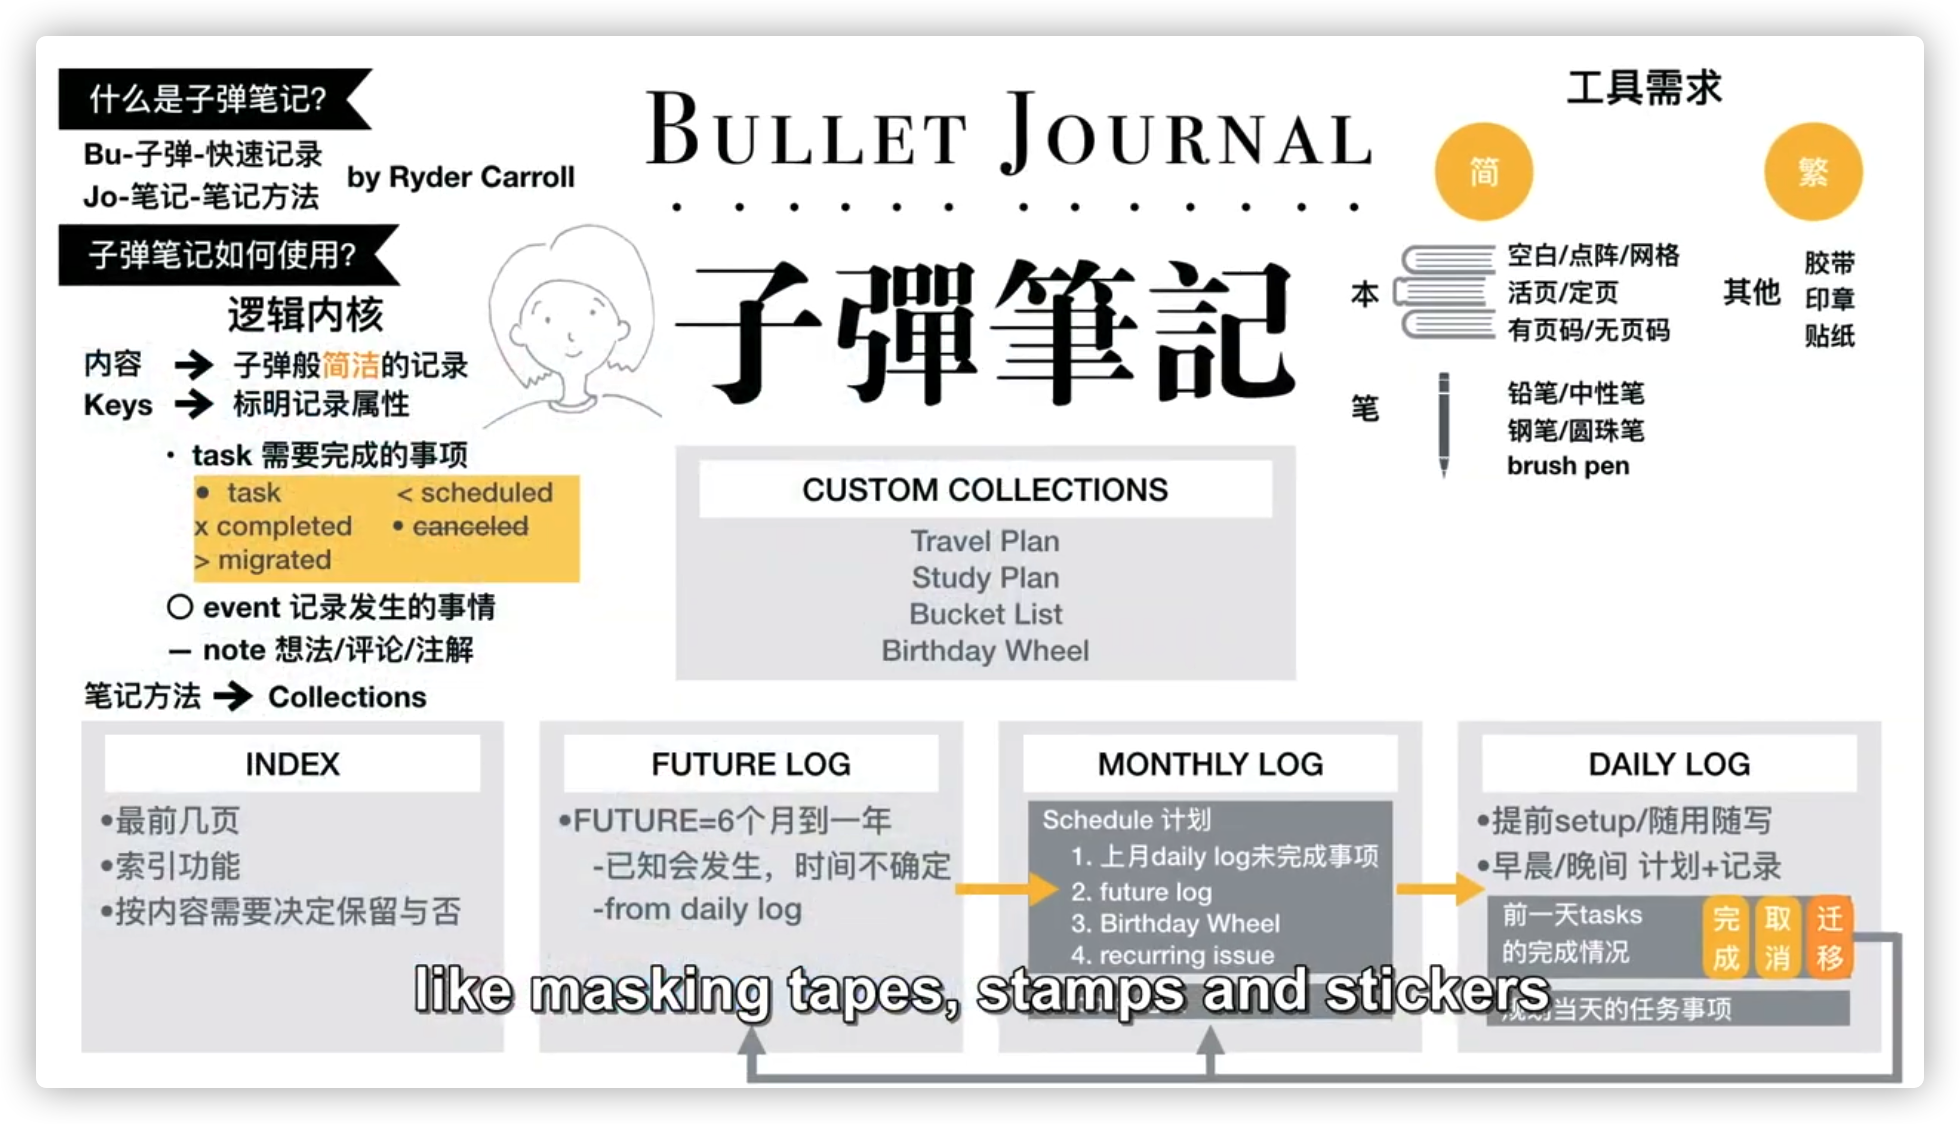 什么是子弹笔记?
Bu-子弹-快速记录
Jo-笔记-笔记方法
by Ryder Carroll
子弹笔记如何使用?
逻辑内核
内容 → 子弹般简洁的记录
Keys → 标明记录属性
· task 需要完成的事项
• task < scheduled
x completed • canceled
> migrated
○ event 记录发生的事情
— note 想法/评论/注解
笔记方法 → Collections
BULLET JOURNAL
子彈筆記
工具需求
简
繁
本
空白/点阵/网格
活页/定页
有页码/无页码
其他
胶带
印章
贴纸
笔
铅笔/中性笔
钢笔/圆珠笔
brush pen
CUSTOM COLLECTIONS
Travel Plan
Study Plan
Bucket List
Birthday Wheel
INDEX
•最前几页
•索引功能
•按内容需要决定保留与否
FUTURE LOG
•FUTURE=6个月到一年
-已知会发生，时间不确定
-from daily log
MONTHLY LOG
Schedule 计划
1. 上月daily log未完成事项
2. future log
3. Birthday Wheel
4. recurring issue
DAILY LOG
•提前setup/随用随写
•早晨/晚间 计划+记录
前一天tasks
的完成情况
完成
取消
迁移
当天的任务事项
like masking tapes, stamps and stickers